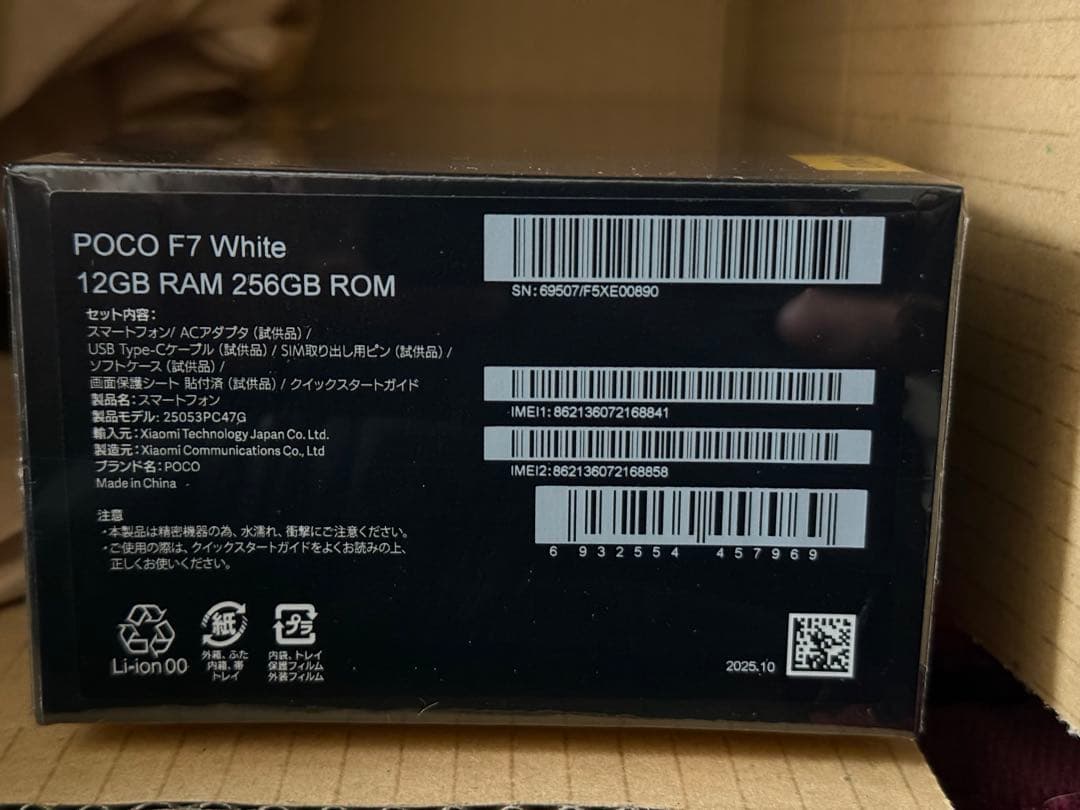 POCO F7 White
12GB RAM 256GB ROM
セット内容:
スマートフォン/ ACアダプタ (試供品) /
USB Type-Cケーブル (試供品) / SIM取り出し用ピン (試供品) /
ソフトケース (試供品) /
画面保護シート 貼付済 (試供品) / クイックスタートガイド
製品名:スマートフォン
製品モデル: 25053PC47G
輸入元:Xiaomi Technology Japan Co. Ltd.
製造元:Xiaomi Communications Co., Ltd
ブランド名:POCO
Made in China
注意
・本製品は精密機器の為、水濡れ、衝撃にご注意ください。
・ご使用の際は、クイックスタートガイドをよくお読みの上、
正しくお使いください。
Li-ion 00
紙
外箱、ふた
内箱、帯
トレイ
プラ
内袋、トレイ
保護フィルム
外装フィルム
SN: 69507/F5XE00890
IMEI1: 862136072168841
IMEI2: 862136072168858
6 932554 457969
2025.10